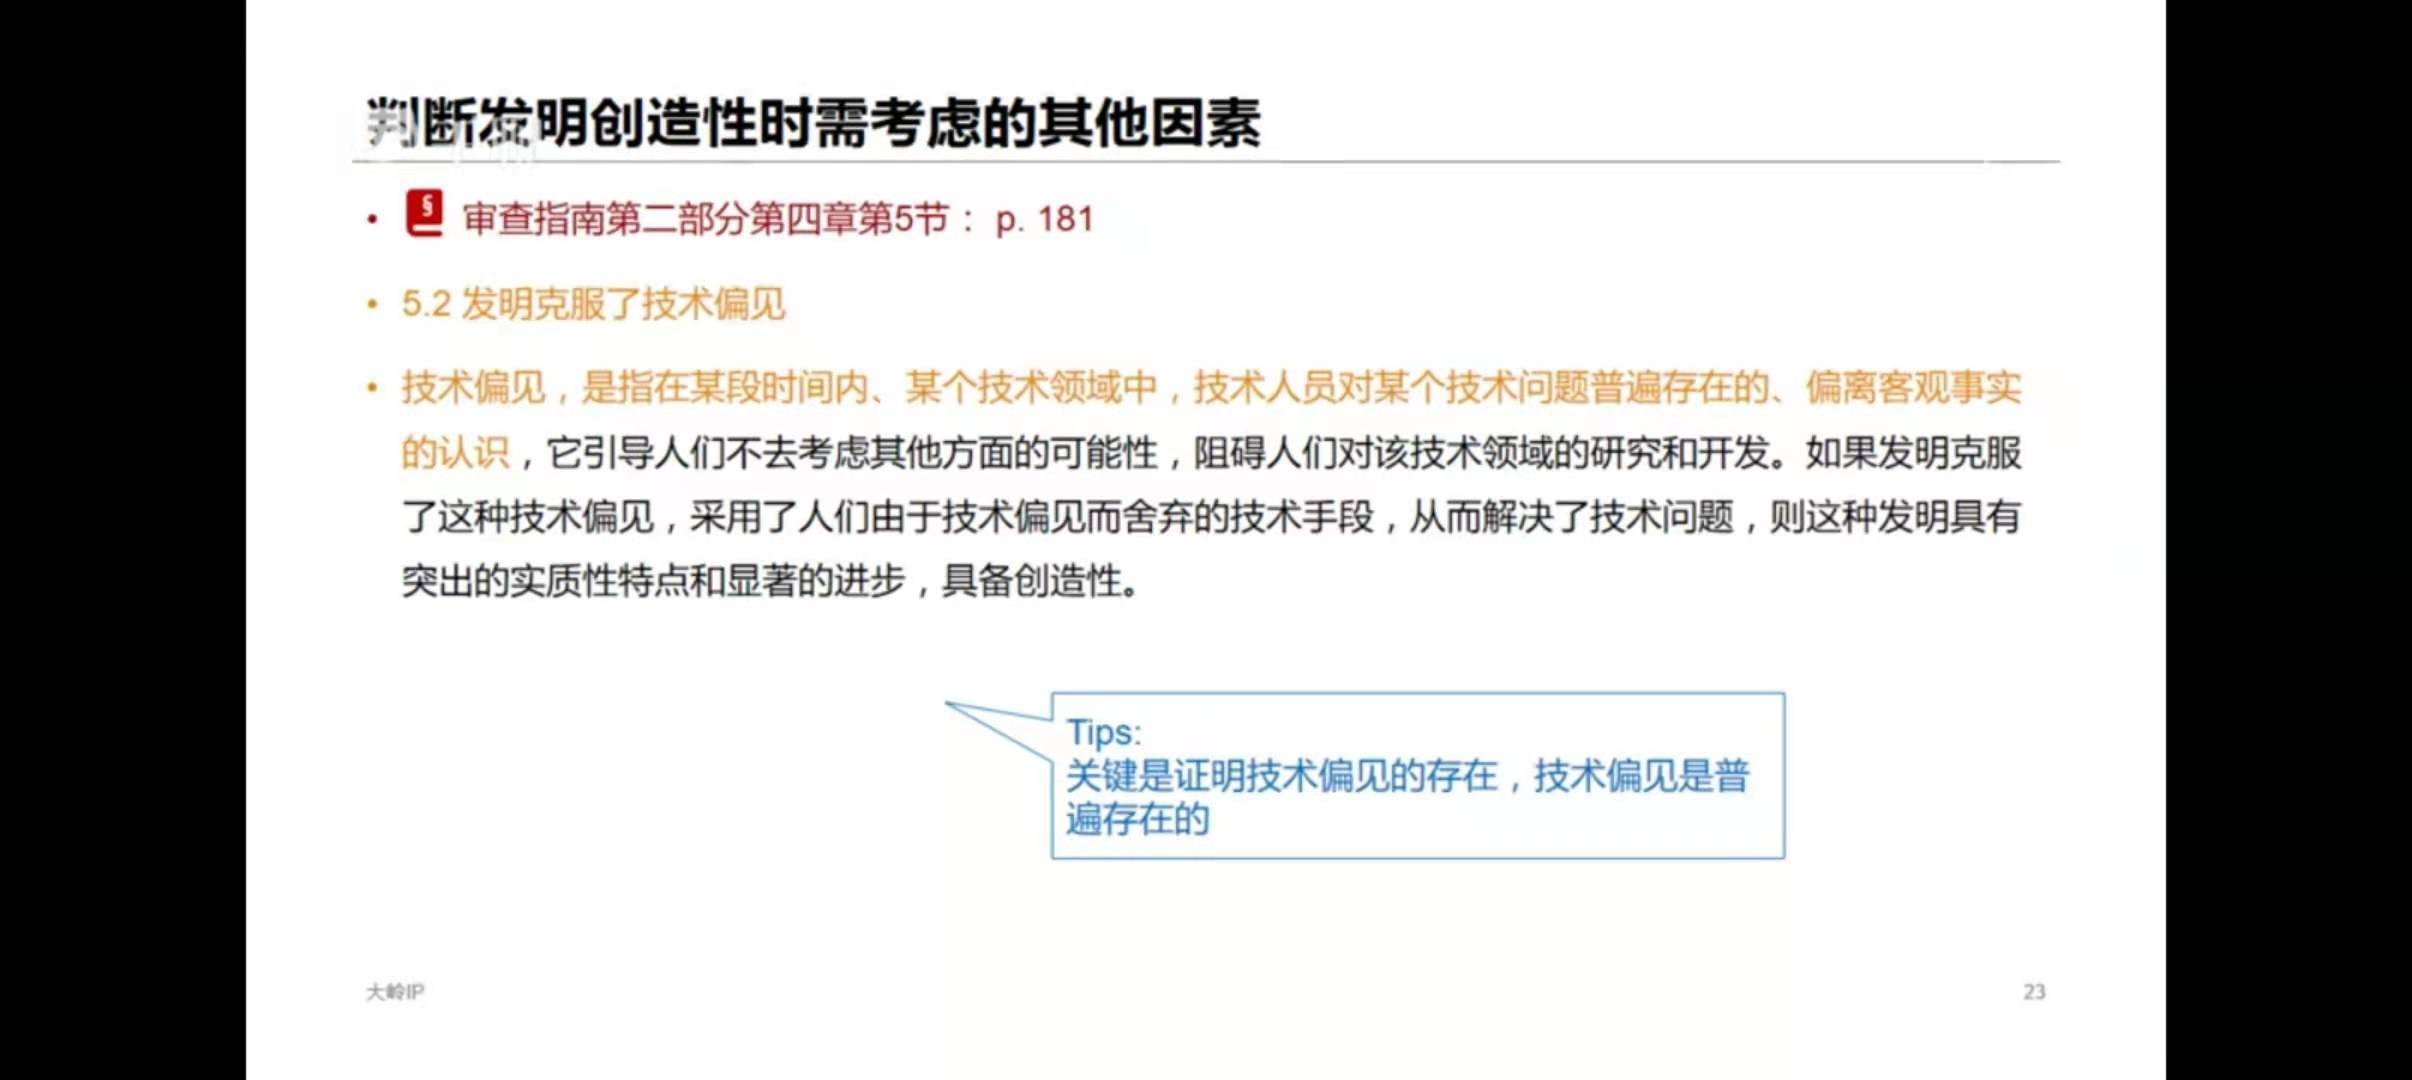 判断发明创造性时需考虑的其他因素
• § 审查指南第二部分第四章第5节： p. 181
• 5.2 发明克服了技术偏见
• 技术偏见，是指在某段时间内、某个技术领域中，技术人员对某个技术问题普遍存在的、偏离客观事实
的认识，它引导人们不去考虑其他方面的可能性，阻碍人们对该技术领域的研究和开发。如果发明克服
了这种技术偏见，采用了人们由于技术偏见而舍弃的技术手段，从而解决了技术问题，则这种发明具有
突出的实质性特点和显著的进步，具备创造性。
Tips:
关键是证明技术偏见的存在，技术偏见是普
遍存在的
大岭IP
23